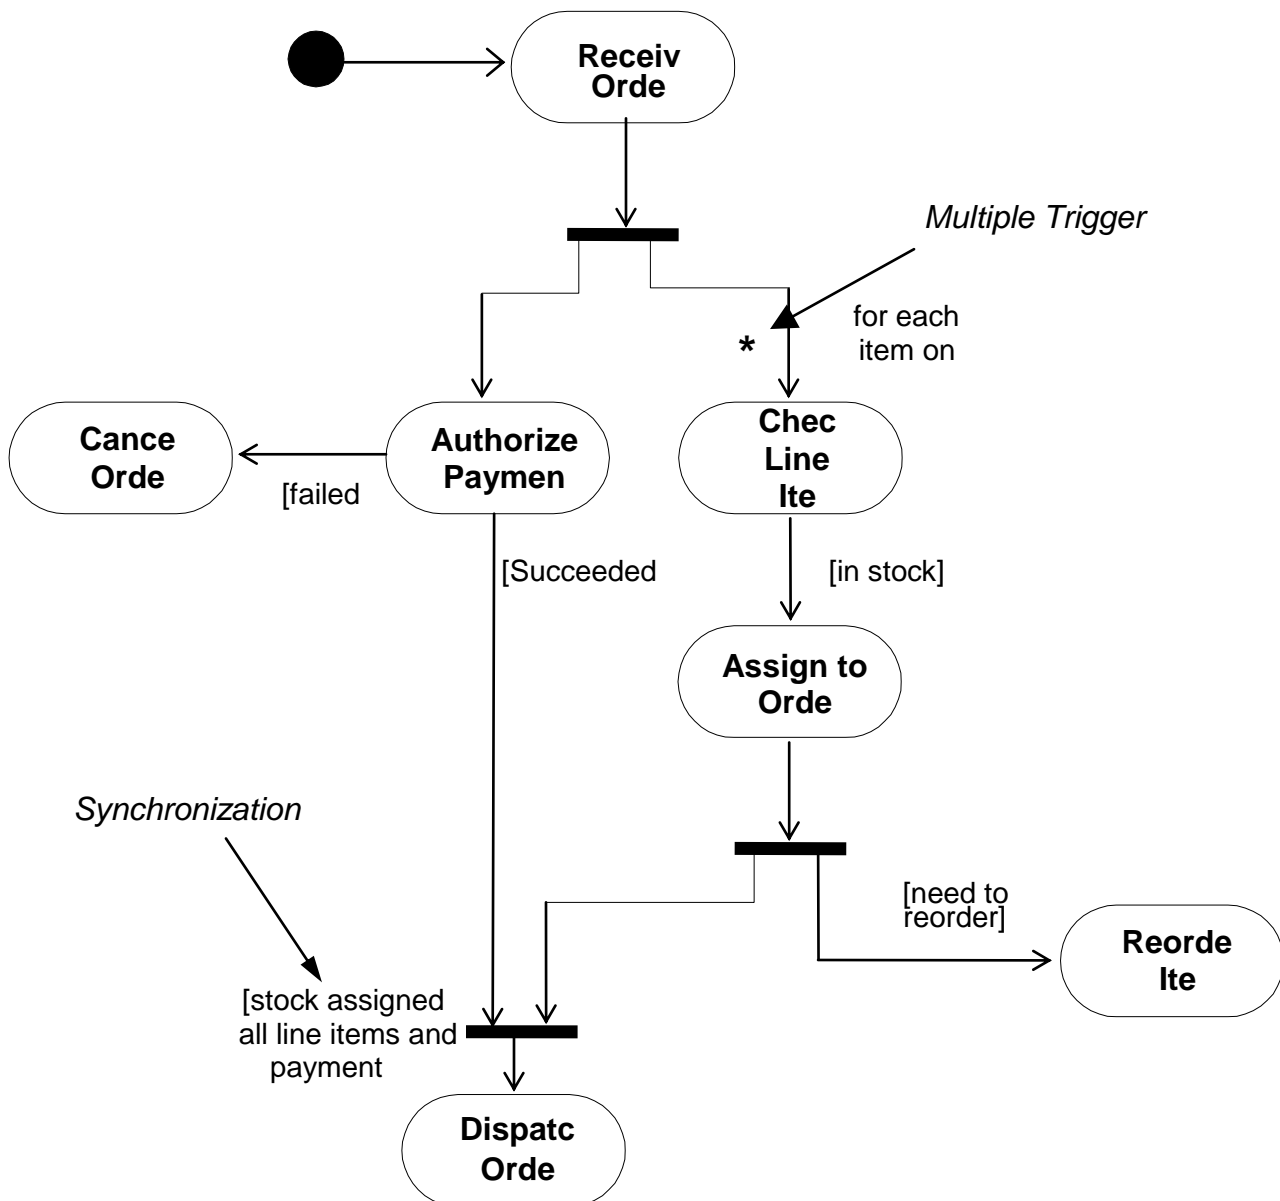 Receiv
Orde
Multiple Trigger
for each
item on
*
Cance
Orde
[failed
Authorize
Paymen
Chec
Line
Ite
[Succeeded
[in stock]
Assign to
Orde
Synchronization
[need to
reorder]
Reorde
Ite
[stock assigned
all line items and
payment
Dispatc
Orde